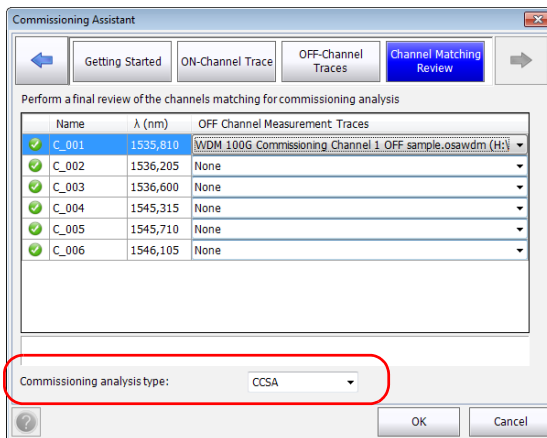 Commissioning Assistant
Getting Started
ON-Channel Trace
OFF-Channel
Traces
Channel Matching
Review
Perform a final review of the channels matching for commissioning analysis
Name λ (nm) OFF Channel Measurement Traces
C_001 1535,810 WDM 100G Commissioning Channel 1 OFF sample.osawdm (H:\
C_002 1536,205 None
C_003 1536,600 None
C_004 1545,315 None
C_005 1545,710 None
C_006 1546,105 None
Commissioning analysis type: CCSA
? OK Cancel